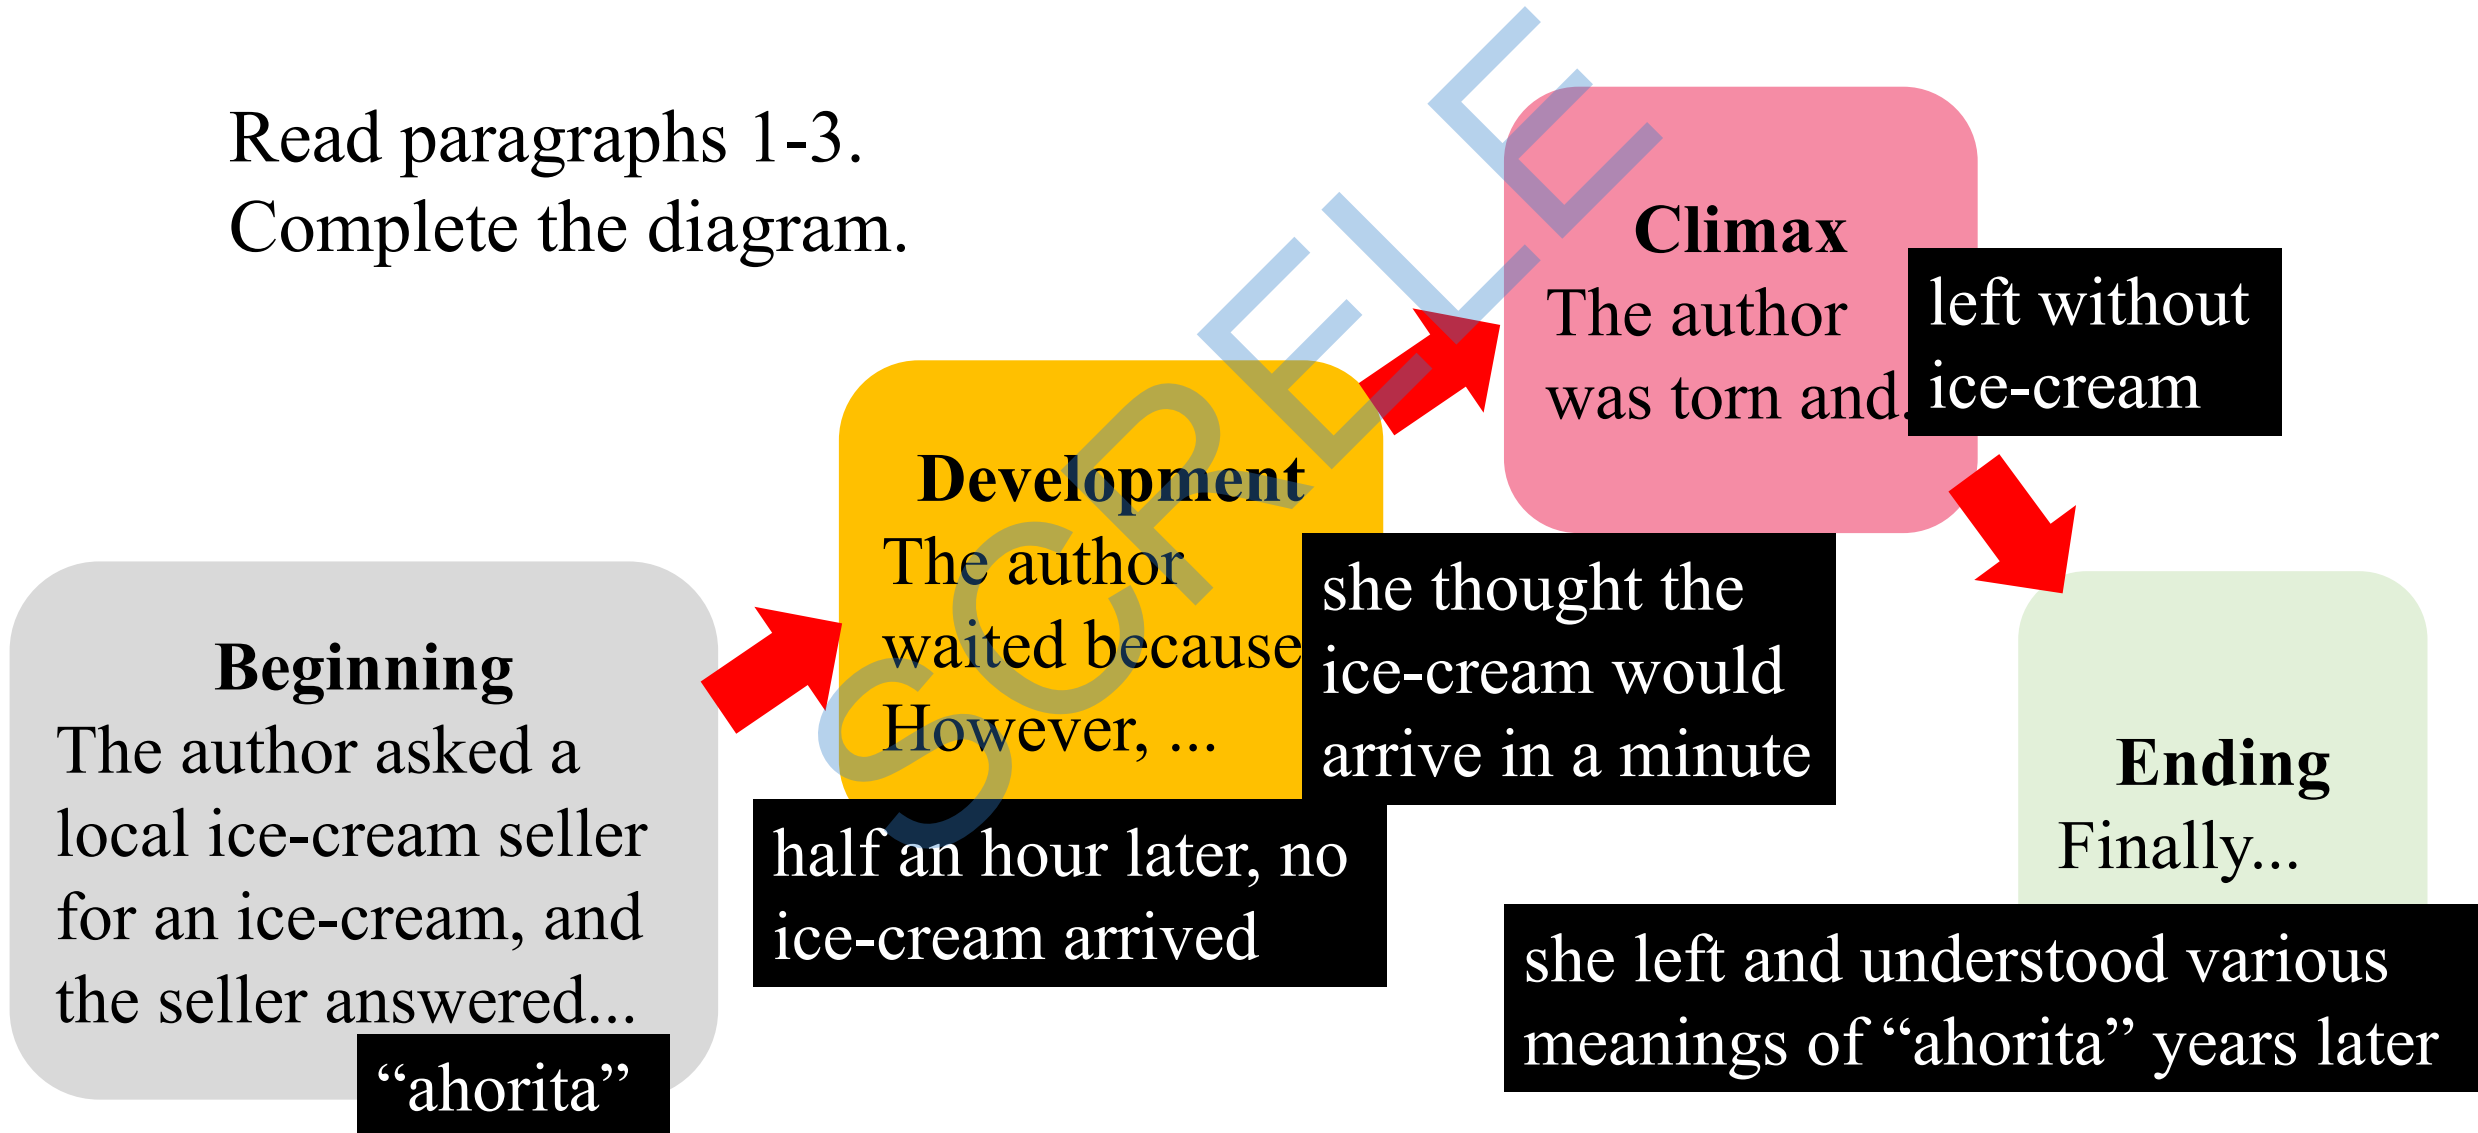 Read paragraphs 1-3.
Complete the diagram.
Beginning
The author asked a
local ice-cream seller
for an ice-cream, and
the seller answered...
“ahorita”
Development
The author
waited because
However, ...
she thought the
ice-cream would
arrive in a minute
half an hour later, no
ice-cream arrived
Climax
The author
was torn and.
left without
ice-cream
Ending
Finally...
she left and understood various
meanings of “ahorita” years later
SCRELE